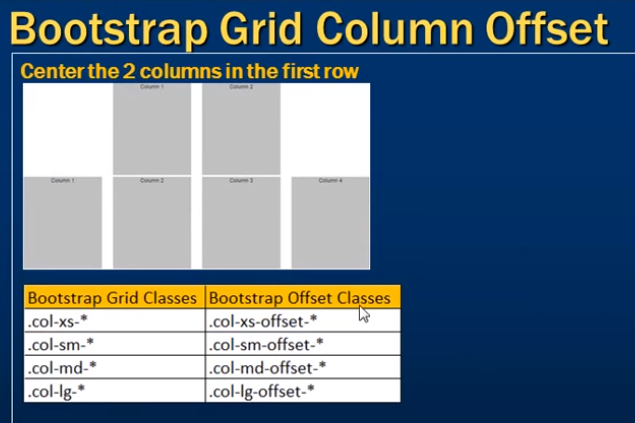 Bootstrap Grid Column Offset
Center the 2 columns in the first row
Column 1 Column 2
Column 1 Column 2 Column 3 Column 4
Bootstrap Grid Classes Bootstrap Offset Classes
.col-xs-* .col-xs-offset-*
.col-sm-* .col-sm-offset-*
.col-md-* .col-md-offset-*
.col-lg-* .col-lg-offset-*